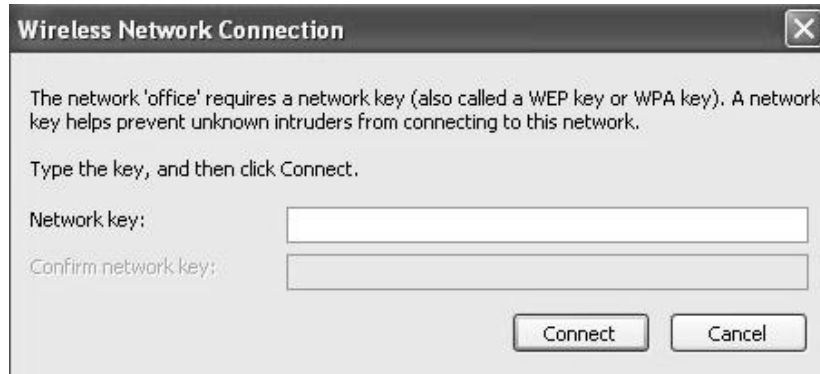 Wireless Network Connection
The network 'office' requires a network key (also called a WEP key or WPA key). A network
key helps prevent unknown intruders from connecting to this network.
Type the key, and then click Connect.
Network key:
Confirm network key:
Connect Cancel